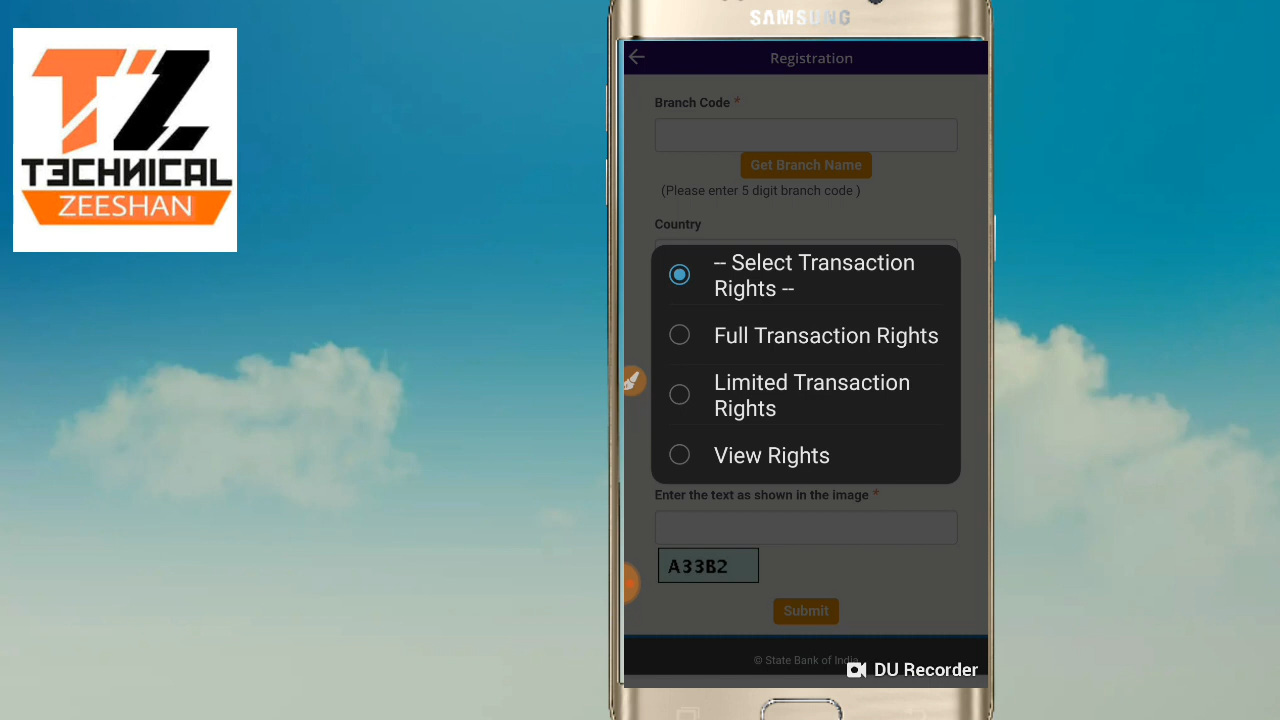 TZ
TECHNICAL
ZEESHAN
SAMSUNG
Registration
Branch Code *
Get Branch Name
(Please enter 5 digit branch code )
Country
-- Select Transaction
Rights --
Full Transaction Rights
Limited Transaction
Rights
View Rights
Enter the text as shown in the image *
A33B2
Submit
© State Bank of India
DU Recorder